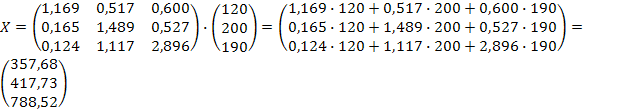 X = (1,169 0,517 0,600
0,165 1,489 0,527
0,124 1,117 2,896) · (120
200
190) = (1,169 · 120 + 0,517 · 200 + 0,600 · 190
0,165 · 120 + 1,489 · 200 + 0,527 · 190
0,124 · 120 + 1,117 · 200 + 2,896 · 190) =
(357,68
417,73
788,52)